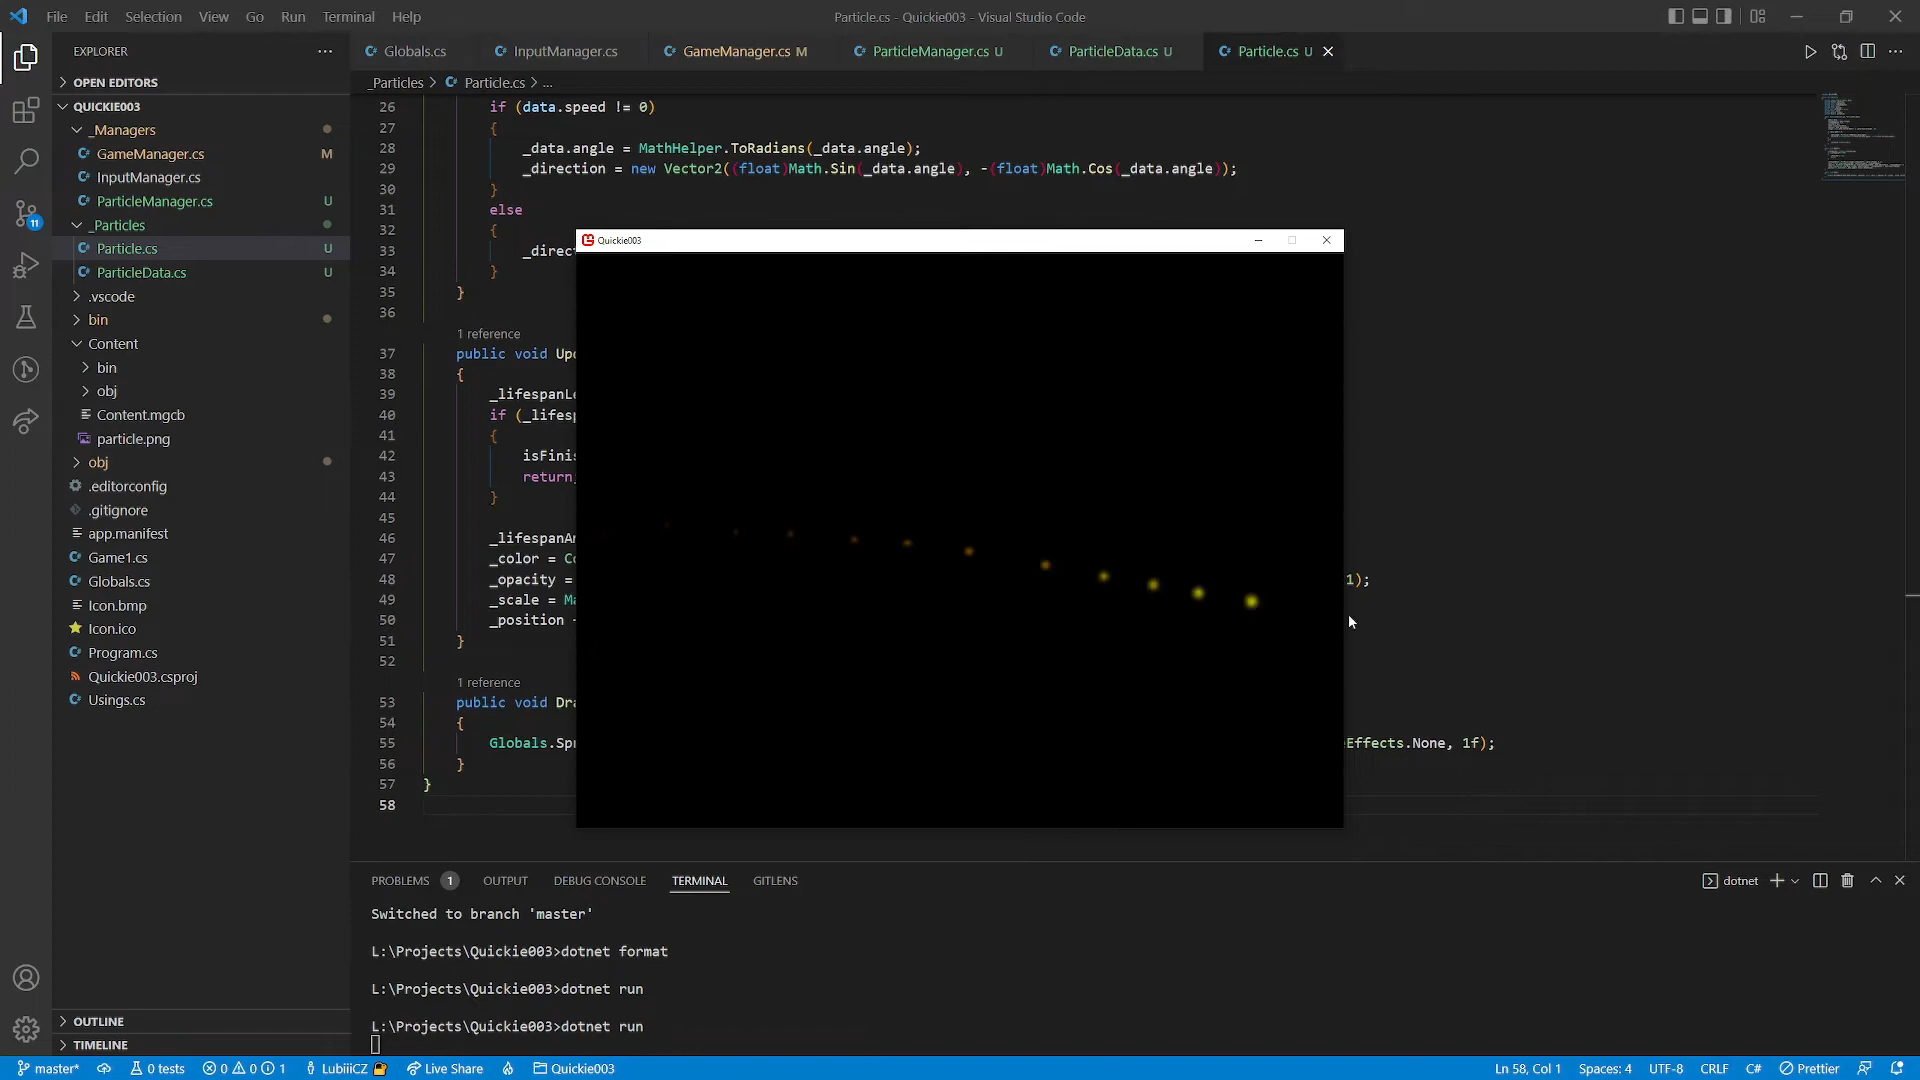 File Edit Selection View Go Run Terminal Help
Particle.cs - Quickie003 - Visual Studio Code
EXPLORER
OPEN EDITORS
QUICKIE003
_Managers
GameManager.cs M
InputManager.cs
ParticleManager.cs U
_Particles
Particle.cs U
ParticleData.cs U
.vscode
bin
Content
bin
obj
Content.mgcb
particle.png
obj
.editorconfig
.gitignore
app.manifest
Game1.cs
Globals.cs
Icon.bmp
Icon.ico
Program.cs
Quickie003.csproj
Usings.cs
OUTLINE
TIMELINE
11
Globals.cs InputManager.cs GameManager.cs M ParticleManager.cs U ParticleData.cs U Particle.cs U
_Particles > Particle.cs > ...
26 if (data.speed != 0)
27 {
28 _data.angle = MathHelper.ToRadians(_data.angle);
29 _direction = new Vector2((float)Math.Sin(_data.angle), -(float)Math.Cos(_data.angle));
30 }
31 else
32 {
33 _direc
34 }
35 }
36
1 reference
37 public void Upd
38 {
39 _lifespanLe
40 if (_lifesp
41 {
42 isFinis
43 return;
44 }
45
46 _lifespanAm
47 _color = Co
48 _opacity = 1);
49 _scale = Ma
50 _position
51 }
52
1 reference
53 public void Dra
54 {
55 Globals.Spr Effects.None, 1f);
56 }
57 }
58
Quickie003
PROBLEMS 1 OUTPUT DEBUG CONSOLE TERMINAL GITLENS
dotnet
Switched to branch 'master'
L:\Projects\Quickie003>dotnet format
L:\Projects\Quickie003>dotnet run
L:\Projects\Quickie003>dotnet run
master* 0 tests 0 0 1 LubiiiCZ Live Share Quickie003
Ln 58, Col 1 Spaces: 4 UTF-8 CRLF C# Prettier